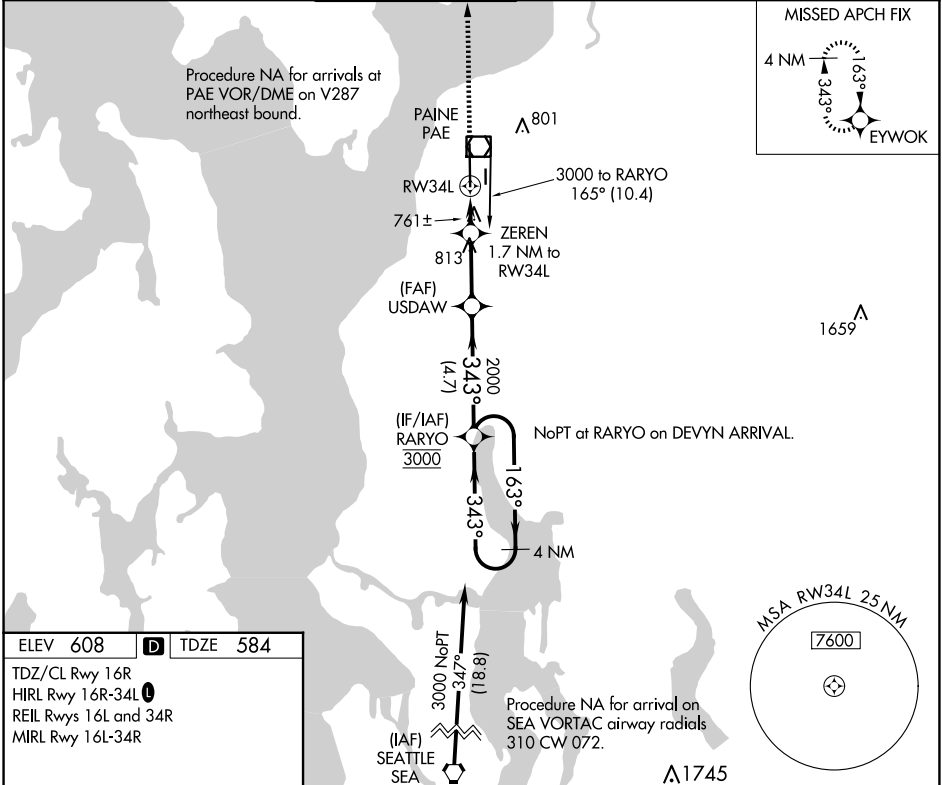 MISSED APCH FIX
4 NM
343°
163°
EYWOK
Procedure NA for arrivals at
PAE VOR/DME on V287
northeast bound.
PAINE
PAE
801
RW34L
3000 to RARYO
165° (10.4)
761±
ZEREN
1.7 NM to
RW34L
813
(FAF)
USDAW
1659
2000
343°
(4.7)
(IF/IAF)
RARYO
3000
NoPT at RARYO on DEVYN ARRIVAL.
163°
343°
4 NM
MSA RW34L 25 NM
7600
3000 NoPT
347°
(18.8)
Procedure NA for arrival on
SEA VORTAC airway radials
310 CW 072.
(IAF)
SEATTLE
SEA
1745
ELEV 608 D TDZE 584
TDZ/CL Rwy 16R
HIRL Rwy 16R-34L L
REIL Rwys 16L and 34R
MIRL Rwy 16L-34R